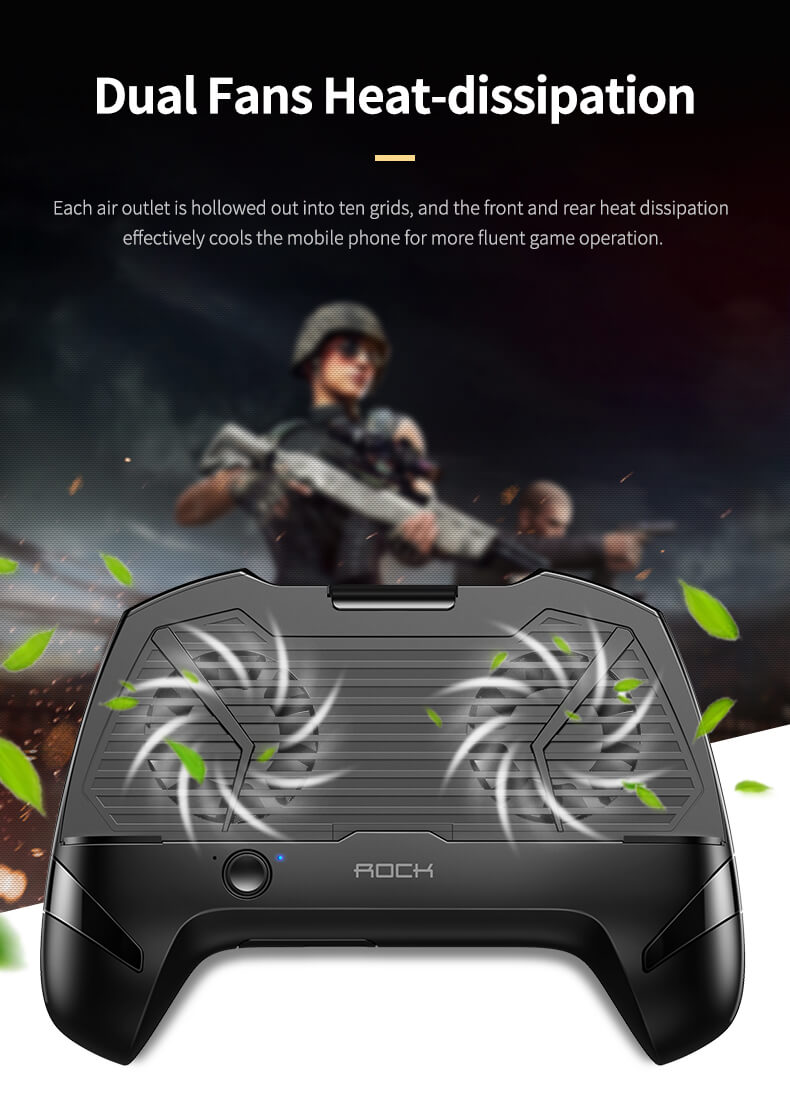 Dual Fans Heat-dissipation
Each air outlet is hollowed out into ten grids, and the front and rear heat dissipation
effectively cools the mobile phone for more fluent game operation.
ROCK